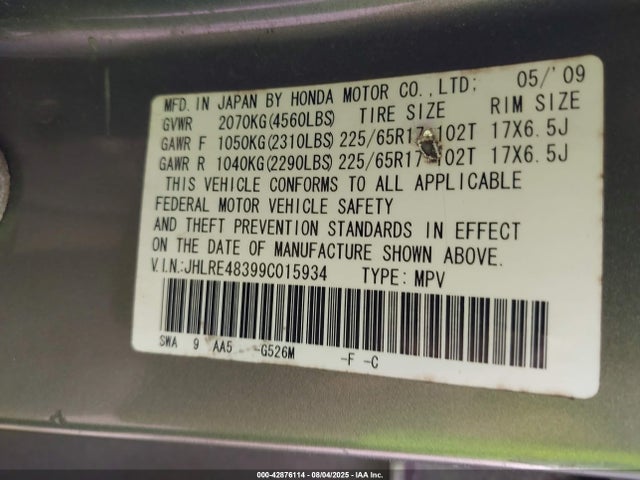 MFD. IN JAPAN BY HONDA MOTOR CO.,LTD: 05/'09
GVWR 2070KG(4560LBS) TIRE SIZE RIM SIZE
GAWR F 1050KG(2310LBS) 225/65R17 102T 17X6.5J
GAWR R 1040KG(2290LBS) 225/65R17 102T 17X6.5J
THIS VEHICLE CONFORMS TO ALL APPLICABLE
FEDERAL MOTOR VEHICLE SAFETY
AND THEFT PREVENTION STANDARDS IN EFFECT
ON THE DATE OF MANUFACTURE SHOWN ABOVE.
V.I.N.:JHLRE48399C015934 TYPE: MPV
SWA 9 AA5 -G526M -F -C
000-42876114 - 08/04/2025 - IAA Inc.